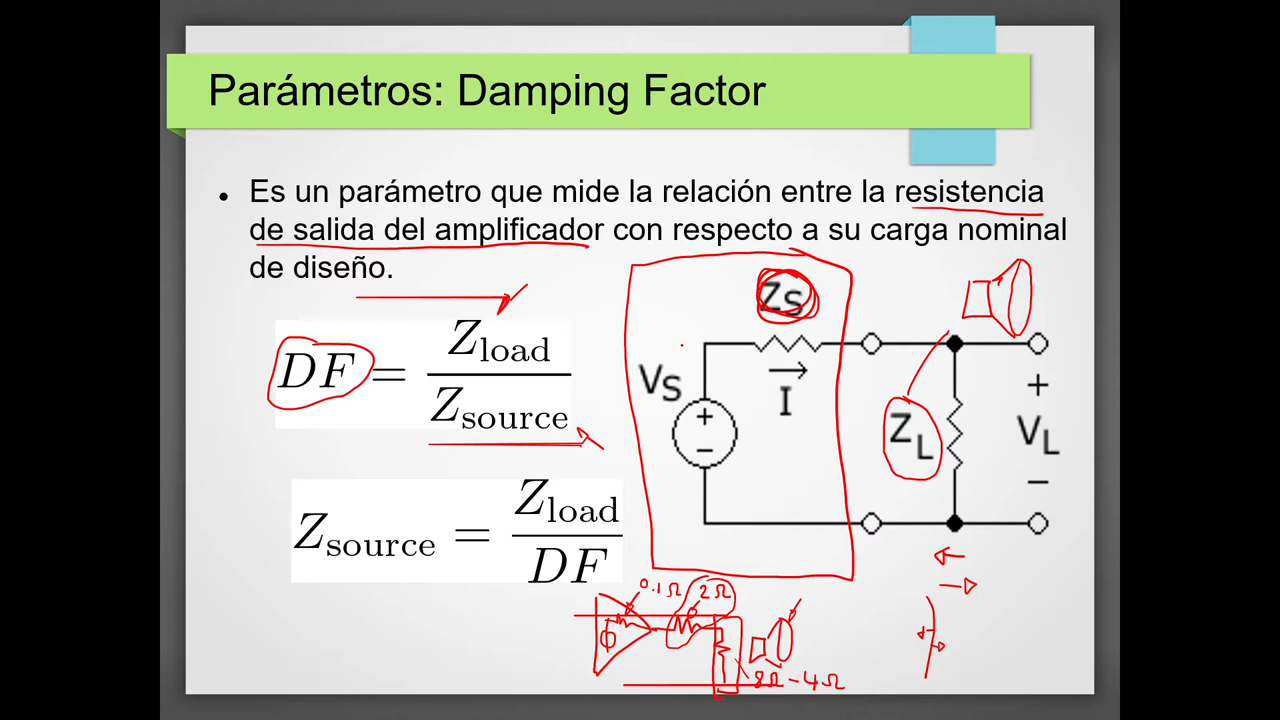 Parámetros: Damping Factor
• Es un parámetro que mide la relación entre la resistencia
de salida del amplificador con respecto a su carga nominal
de diseño.
DF = Zload / Zsource
Zsource = Zload / DF
ZS
VS
+
−
I
ZL
+
VL
−
0.1Ω
2Ω
8Ω - 4Ω